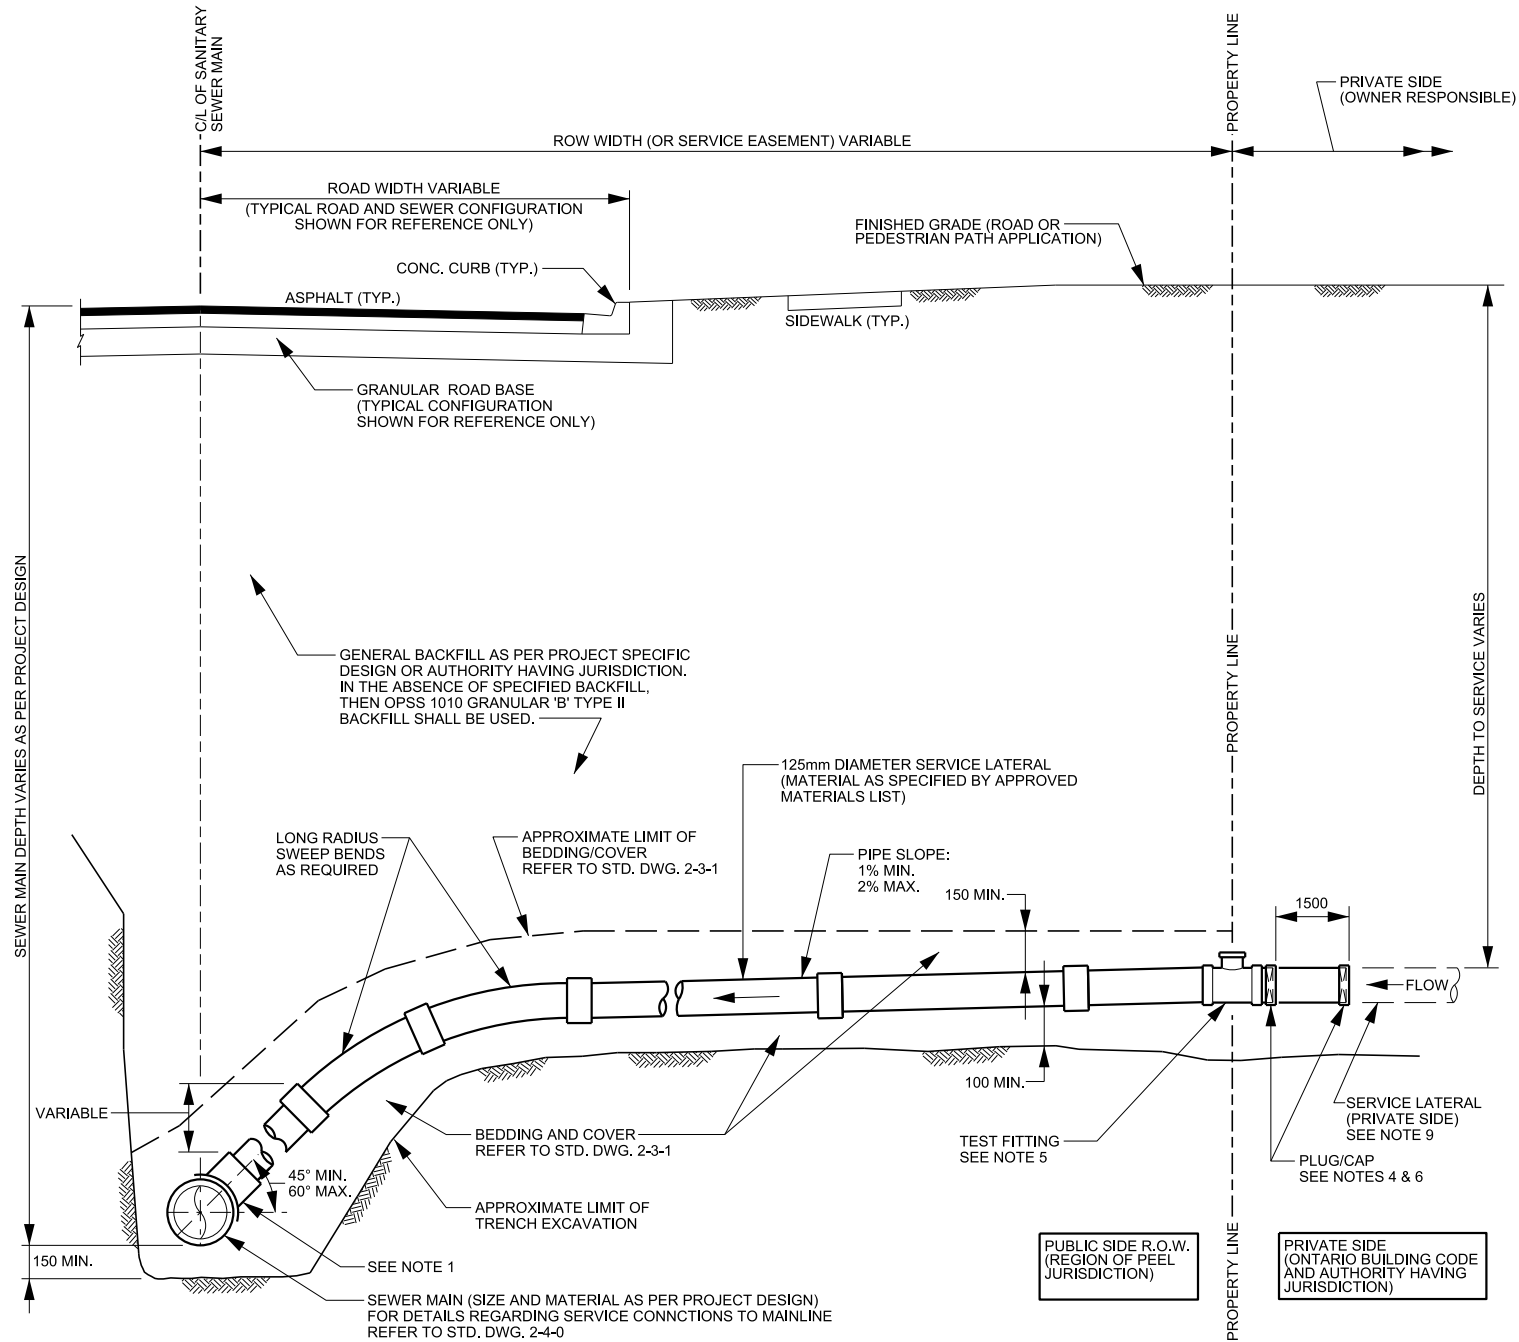 C/L OF SANITARY
SEWER MAIN
PROPERTY LINE
PRIVATE SIDE
(OWNER RESPONSIBLE)
ROW WIDTH (OR SERVICE EASEMENT) VARIABLE
ROAD WIDTH VARIABLE
(TYPICAL ROAD AND SEWER CONFIGURATION
SHOWN FOR REFERENCE ONLY)
FINISHED GRADE (ROAD OR
PEDESTRIAN PATH APPLICATION)
CONC. CURB (TYP.)
ASPHALT (TYP.)
SIDEWALK (TYP.)
GRANULAR ROAD BASE
(TYPICAL CONFIGURATION
SHOWN FOR REFERENCE ONLY)
SEWER MAIN DEPTH VARIES AS PER PROJECT DESIGN
GENERAL BACKFILL AS PER PROJECT SPECIFIC
DESIGN OR AUTHORITY HAVING JURISDICTION.
IN THE ABSENCE OF SPECIFIED BACKFILL,
THEN OPSS 1010 GRANULAR 'B' TYPE II
BACKFILL SHALL BE USED.
PROPERTY LINE
DEPTH TO SERVICE VARIES
125mm DIAMETER SERVICE LATERAL
(MATERIAL AS SPECIFIED BY APPROVED
MATERIALS LIST)
LONG RADIUS
SWEEP BENDS
AS REQUIRED
APPROXIMATE LIMIT OF
BEDDING/COVER
REFER TO STD. DWG. 2-3-1
PIPE SLOPE:
1% MIN.
2% MAX.
150 MIN.
1500
FLOW
100 MIN.
VARIABLE
SERVICE LATERAL
(PRIVATE SIDE)
SEE NOTE 9
BEDDING AND COVER
REFER TO STD. DWG. 2-3-1
TEST FITTING
SEE NOTE 5
PLUG/CAP
SEE NOTES 4 & 6
45° MIN.
60° MAX.
APPROXIMATE LIMIT OF
TRENCH EXCAVATION
150 MIN.
SEE NOTE 1
PUBLIC SIDE R.O.W.
(REGION OF PEEL
JURISDICTION)
PROPERTY LINE
PRIVATE SIDE
(ONTARIO BUILDING CODE
AND AUTHORITY HAVING
JURISDICTION)
SEWER MAIN (SIZE AND MATERIAL AS PER PROJECT DESIGN)
FOR DETAILS REGARDING SERVICE CONNCTIONS TO MAINLINE
REFER TO STD. DWG. 2-4-0